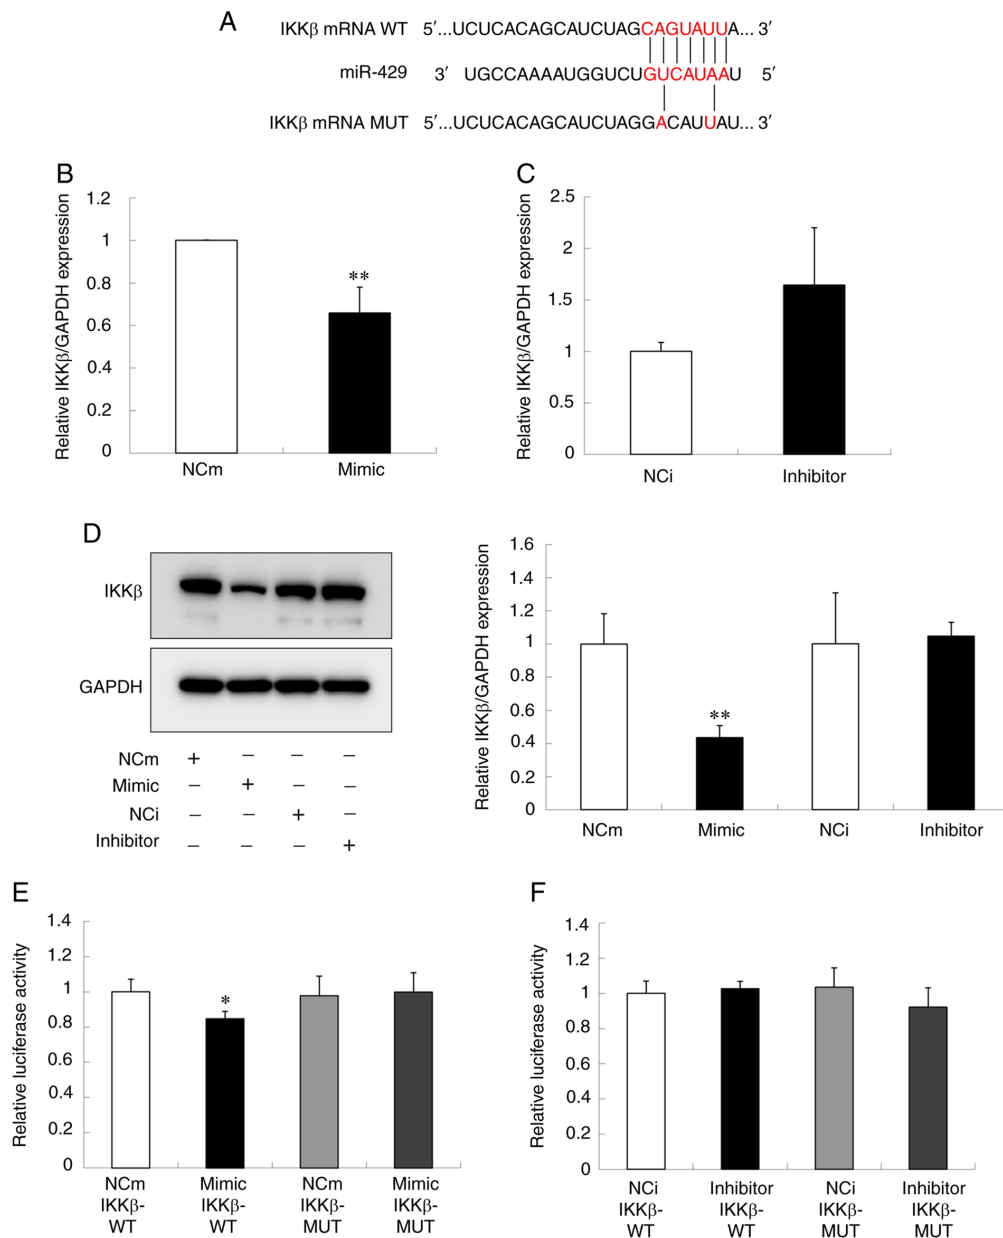 A
IKKβ mRNA WT 5′...UCUCACAGCAUCUAGCAGUAUUA... 3′
miR-429 3′ UGCCAAAAUGGUCUGUCAUAAU 5′
IKKβ mRNA MUT 5′...UCUCACAGCAUCUAGGACAUUAU... 3′
B
Relative IKKβ/GAPDH expression
1.2
1
0.8
0.6
0.4
0.2
0
**
NCm Mimic
C
Relative IKKβ/GAPDH expression
2.5
2
1.5
1
0.5
0
NCi Inhibitor
D
IKKβ
GAPDH
NCm + – – –
Mimic – + – –
NCi – – + –
Inhibitor – – – +
Relative IKKβ/GAPDH expression
1.6
1.4
1.2
1
0.8
0.6
0.4
0.2
0
**
NCm Mimic NCi Inhibitor
E
Relative luciferase activity
1.4
1.2
1
0.8
0.6
0.4
0.2
0
*
NCm Mimic NCm Mimic
IKKβ- IKKβ- IKKβ- IKKβ-
WT WT MUT MUT
F
Relative luciferase activity
1.4
1.2
1
0.8
0.6
0.4
0.2
0
NCi Inhibitor NCi Inhibitor
IKKβ- IKKβ- IKKβ- IKKβ-
WT WT MUT MUT